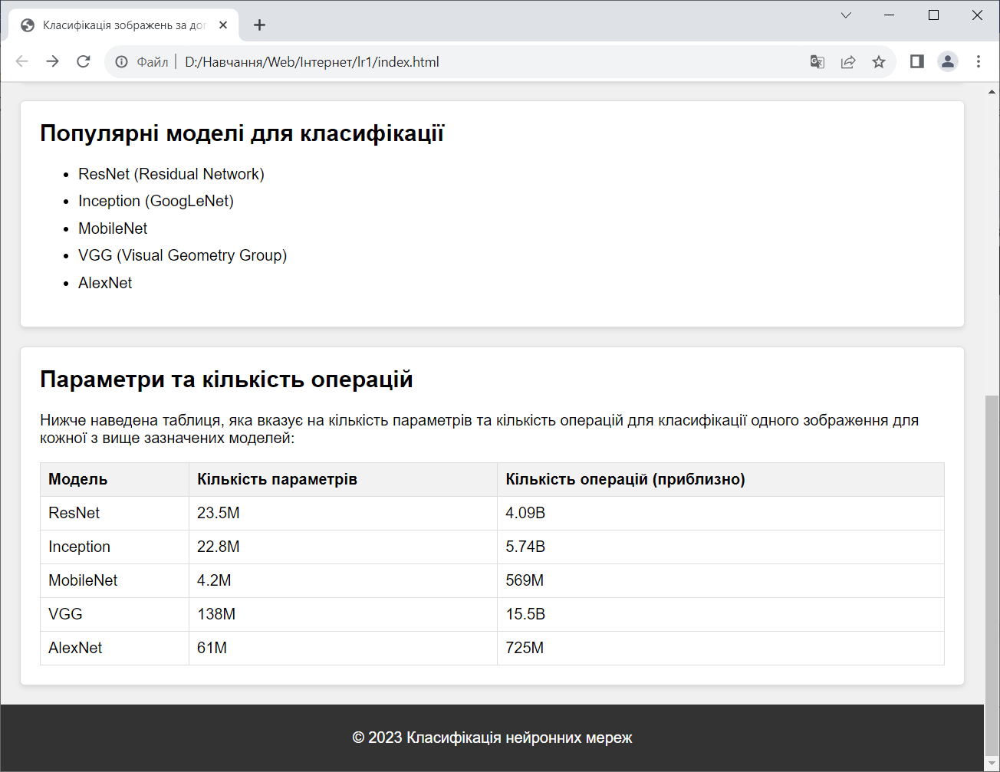 Класифікація зображень за доп
Файл D:/Навчання/Web/Інтернет/lr1/index.html
Популярні моделі для класифікації
ResNet (Residual Network)
Inception (GoogLeNet)
MobileNet
VGG (Visual Geometry Group)
AlexNet
Параметри та кількість операцій
Нижче наведена таблиця, яка вказує на кількість параметрів та кількість операцій для класифікації одного зображення для
кожної з вище зазначених моделей:
Модель Кількість параметрів Кількість операцій (приблизно)
ResNet 23.5M 4.09B
Inception 22.8M 5.74B
MobileNet 4.2M 569M
VGG 138M 15.5B
AlexNet 61M 725M
© 2023 Класифікація нейронних мереж